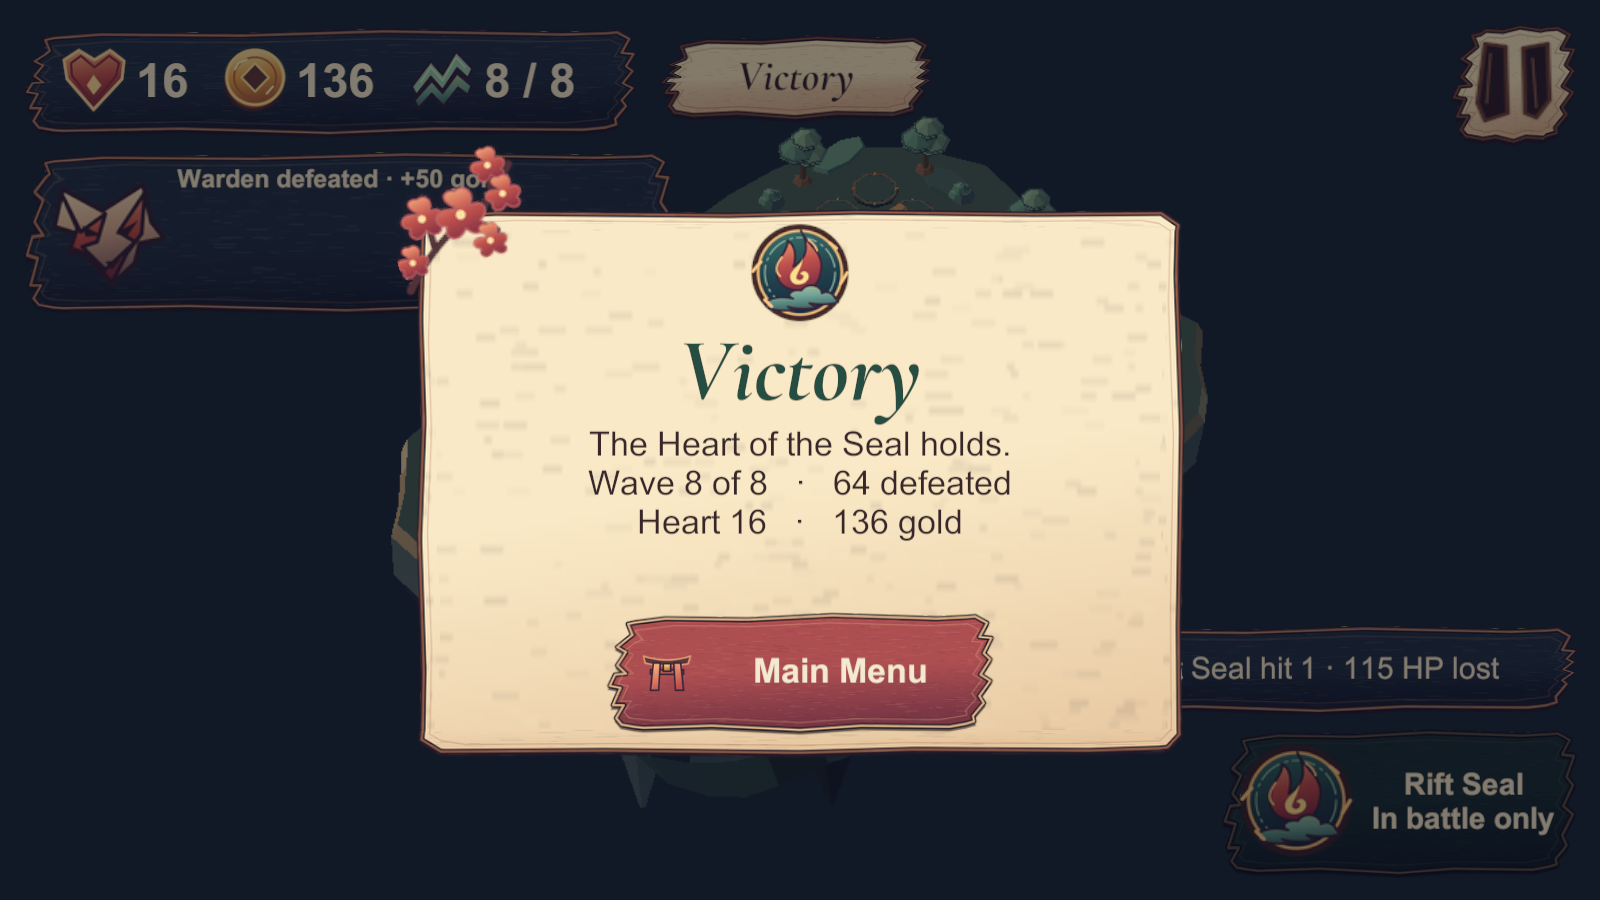 16 136 8 / 8
Victory
Warden defeated · +50 gol
Victory
The Heart of the Seal holds.
Wave 8 of 8 · 64 defeated
Heart 16 · 136 gold
Main Menu
Seal hit 1 · 115 HP lost
Rift Seal
In battle only